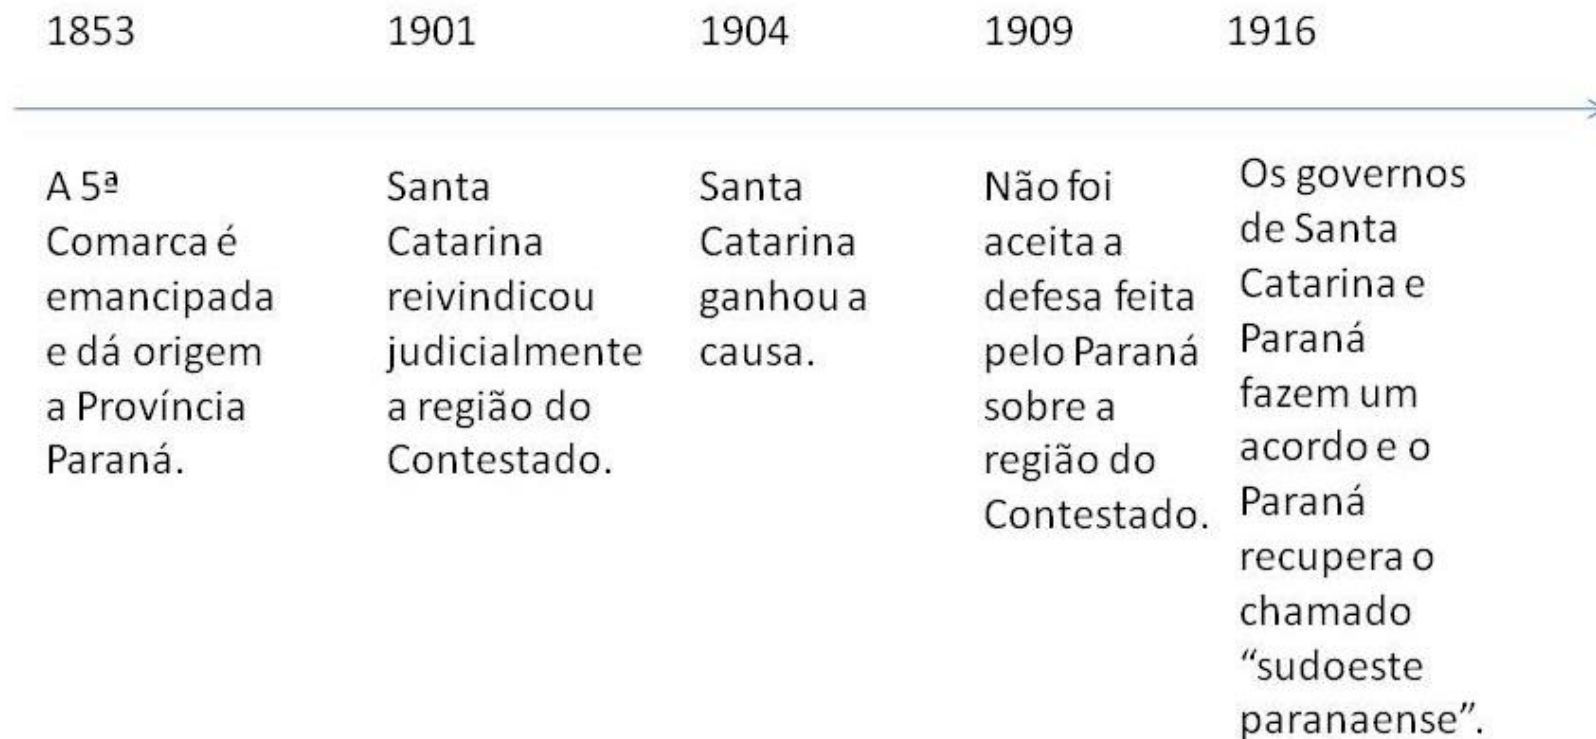 1853
1901
1904
1909
1916
A 5ª
Comarca é
emancipada
e dá origem
a Província
Paraná.
Santa
Catarina
reivindicou
judicialmente
a região do
Contestado.
Santa
Catarina
ganhou a
causa.
Não foi
aceita a
defesa feita
pelo Paraná
sobre a
região do
Contestado.
Os governos
de Santa
Catarina e
Paraná
fazem um
acordo e o
Paraná
recupera o
chamado
“sudoeste
paranaense”.